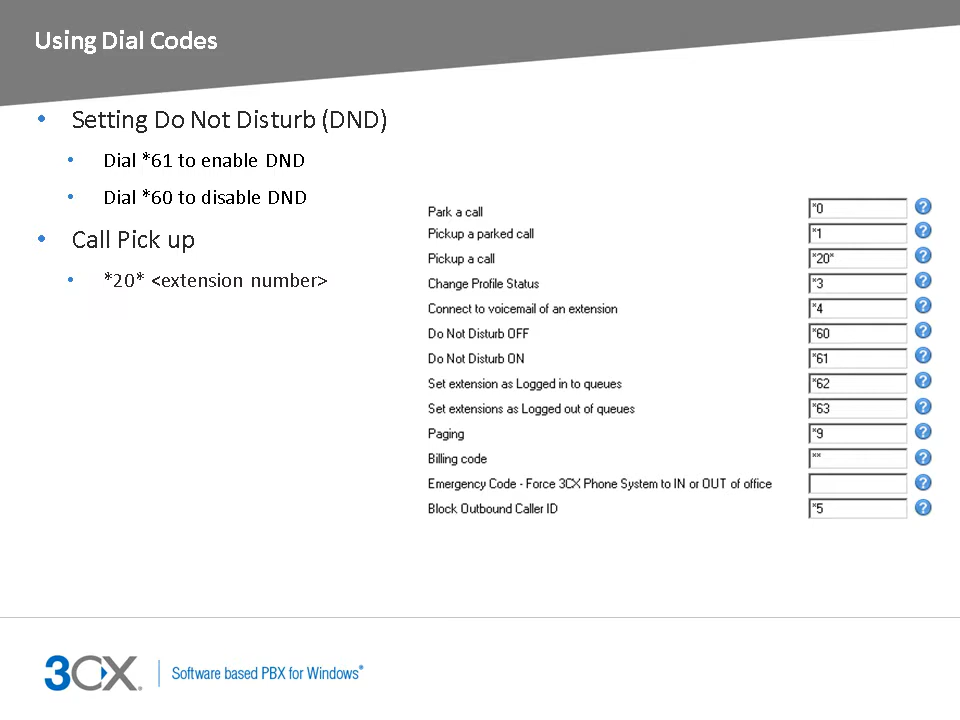 Using Dial Codes
• Setting Do Not Disturb (DND)
• Dial *61 to enable DND
• Dial *60 to disable DND
• Call Pick up
• *20* <extension number>
Park a call *0 ?
Pickup a parked call *1 ?
Pickup a call *20* ?
Change Profile Status *3 ?
Connect to voicemail of an extension *4 ?
Do Not Disturb OFF *60 ?
Do Not Disturb ON *61 ?
Set extension as Logged in to queues *62 ?
Set extensions as Logged out of queues *63 ?
Paging *9 ?
Billing code ** ?
Emergency Code - Force 3CX Phone System to IN or OUT of office ?
Block Outbound Caller ID *5 ?
3CX® Software based PBX for Windows®